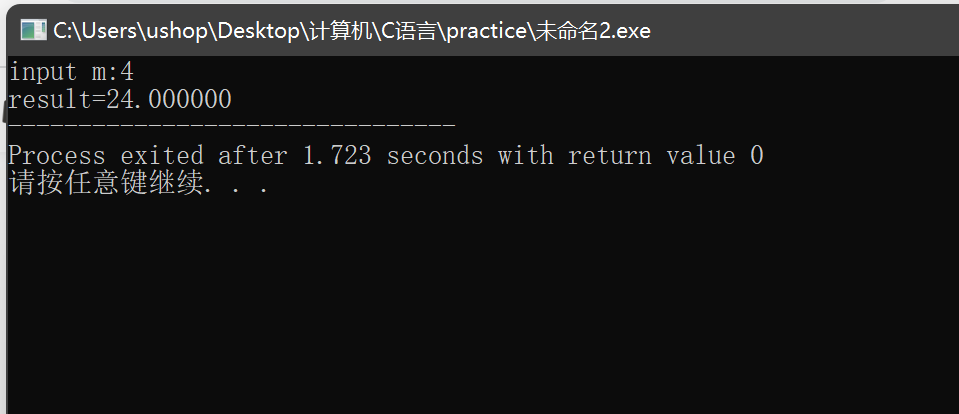 C:\Users\ushop\Desktop\计算机\C语言\practice\未命名2.exe
input m:4
result=24.000000
--------------------------------
Process exited after 1.723 seconds with return value 0
请按任意键继续. . .